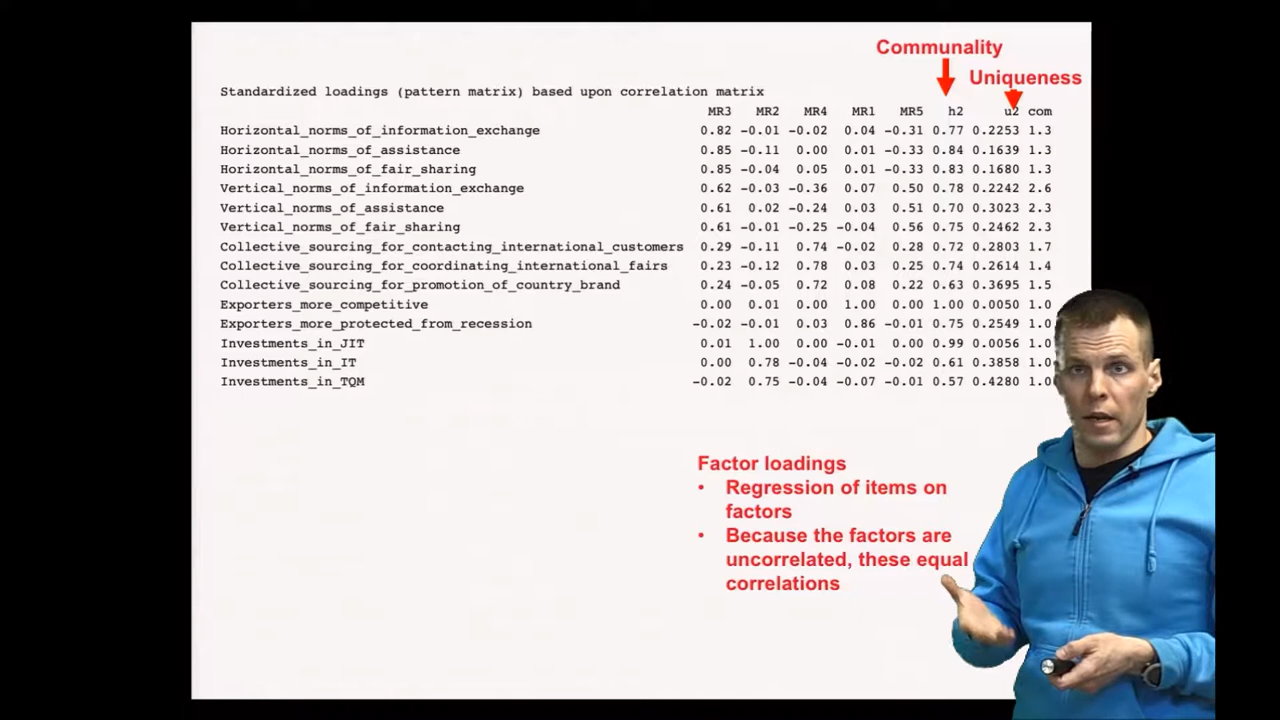 Communality
Uniqueness
Standardized loadings (pattern matrix) based upon correlation matrix
MR3 MR2 MR4 MR1 MR5 h2 u2 com
Horizontal_norms_of_information_exchange 0.82 -0.01 -0.02 0.04 -0.31 0.77 0.2253 1.3
Horizontal_norms_of_assistance 0.85 -0.11 0.00 0.01 -0.33 0.84 0.1639 1.3
Horizontal_norms_of_fair_sharing 0.85 -0.04 0.05 0.01 -0.33 0.83 0.1680 1.3
Vertical_norms_of_information_exchange 0.62 -0.03 -0.36 0.07 0.50 0.78 0.2242 2.6
Vertical_norms_of_assistance 0.61 0.02 -0.24 0.03 0.51 0.70 0.3023 2.3
Vertical_norms_of_fair_sharing 0.61 -0.01 -0.25 -0.04 0.56 0.75 0.2462 2.3
Collective_sourcing_for_contacting_international_customers 0.29 -0.11 0.74 -0.02 0.28 0.72 0.2803 1.7
Collective_sourcing_for_coordinating_international_fairs 0.23 -0.12 0.78 0.03 0.25 0.74 0.2614 1.4
Collective_sourcing_for_promotion_of_country_brand 0.24 -0.05 0.72 0.08 0.22 0.63 0.3695 1.5
Exporters_more_competitive 0.00 0.01 0.00 1.00 0.00 1.00 0.0050 1.0
Exporters_more_protected_from_recession -0.02 -0.01 0.03 0.86 -0.01 0.75 0.2549 1.0
Investments_in_JIT 0.01 1.00 0.00 -0.01 0.00 0.99 0.0056 1.0
Investments_in_IT 0.00 0.78 -0.04 -0.02 -0.02 0.61 0.3858 1.0
Investments_in_TQM -0.02 0.75 -0.04 -0.07 -0.01 0.57 0.4280 1.0
Factor loadings
• Regression of items on
factors
• Because the factors are
uncorrelated, these equal
correlations